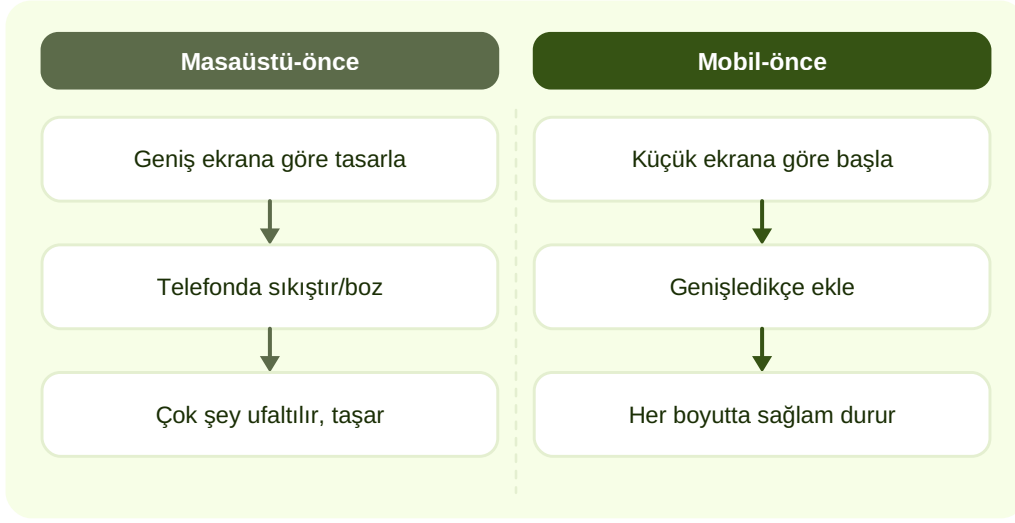 Masaüstü-önce
Geniş ekrana göre tasarla
Telefonda sıkıştır/boz
Çok şey ufaltılır, taşar
Mobil-önce
Küçük ekrana göre başla
Genişledikçe ekle
Her boyutta sağlam durur